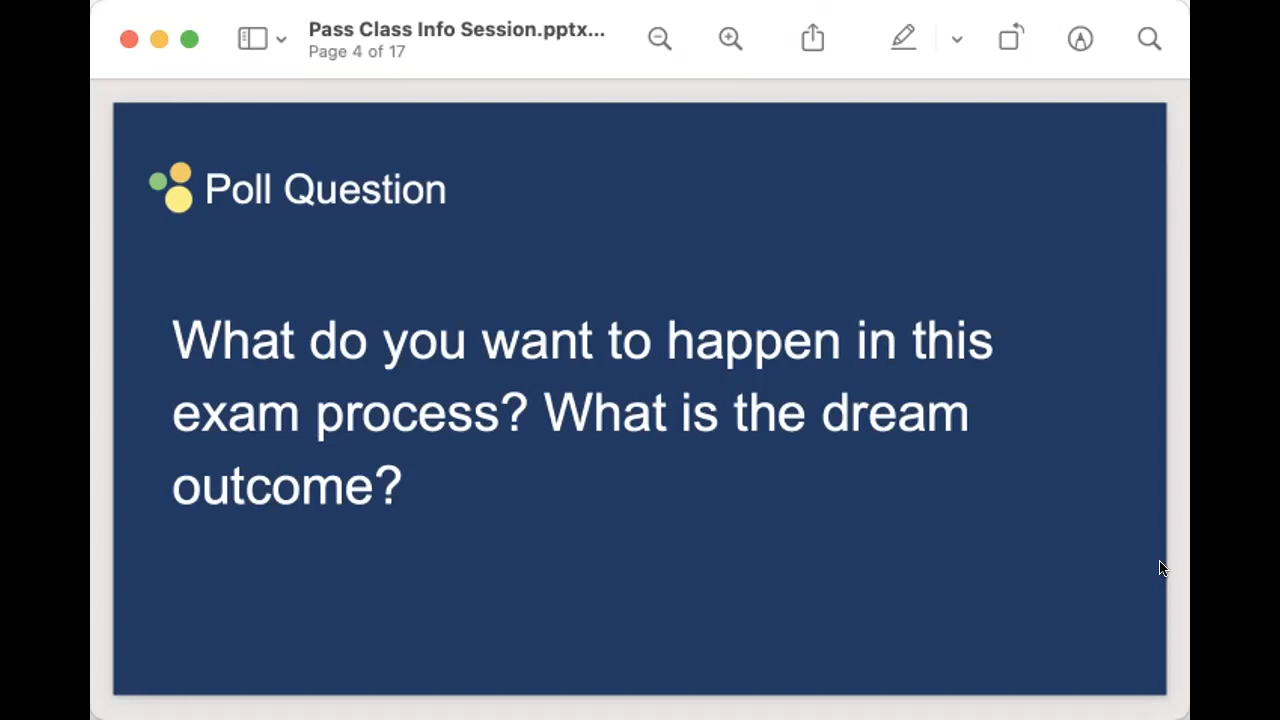 Pass Class Info Session.pptx...
Page 4 of 17
Poll Question
What do you want to happen in this
exam process? What is the dream
outcome?